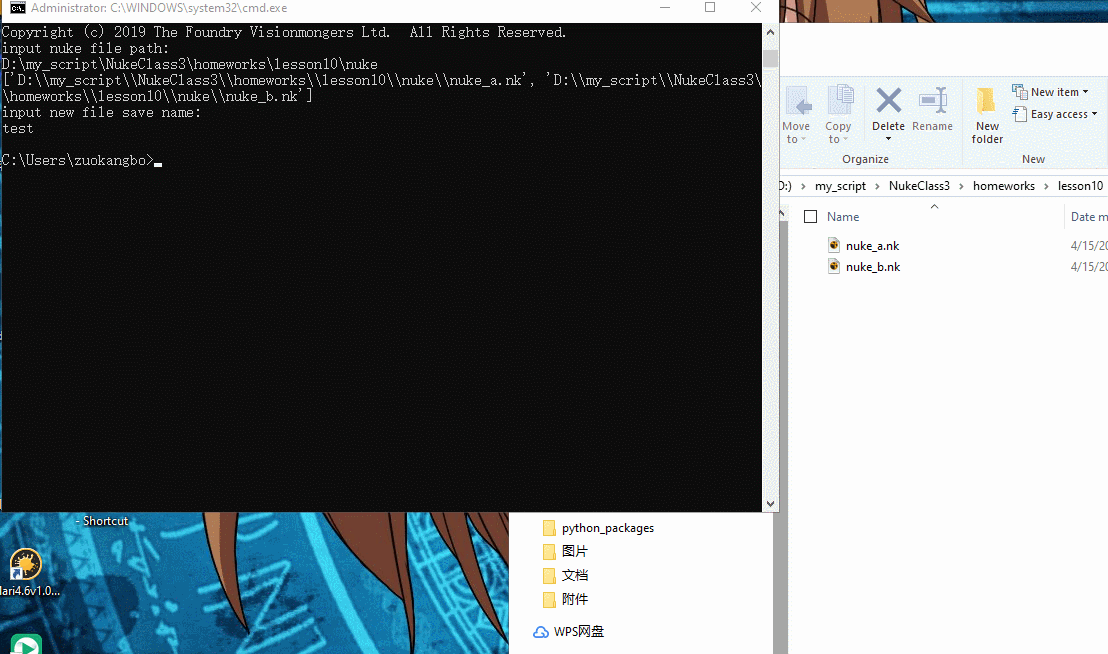 Administrator: C:\WINDOWS\system32\cmd.exe
Copyright (c) 2019 The Foundry Visionmongers Ltd.  All Rights Reserved.
input nuke file path:
D:\my_script\NukeClass3\homeworks\lesson10\nuke
['D:\\my_script\\NukeClass3\\homeworks\\lesson10\\nuke\\nuke_a.nk', 'D:\\my_script\\NukeClass3\
\homeworks\\lesson10\\nuke\\nuke_b.nk']
input new file save name:
test
C:\Users\zuokangbo>
Move to
Copy to
Delete
Rename
New folder
New item
Easy access
Organize
New
D:) > my_script > NukeClass3 > homeworks > lesson10
Name
Date m
nuke_a.nk
4/15/20
nuke_b.nk
4/15/20
- Shortcut
lari4.6v1.0...
python_packages
图片
文档
附件
WPS网盘